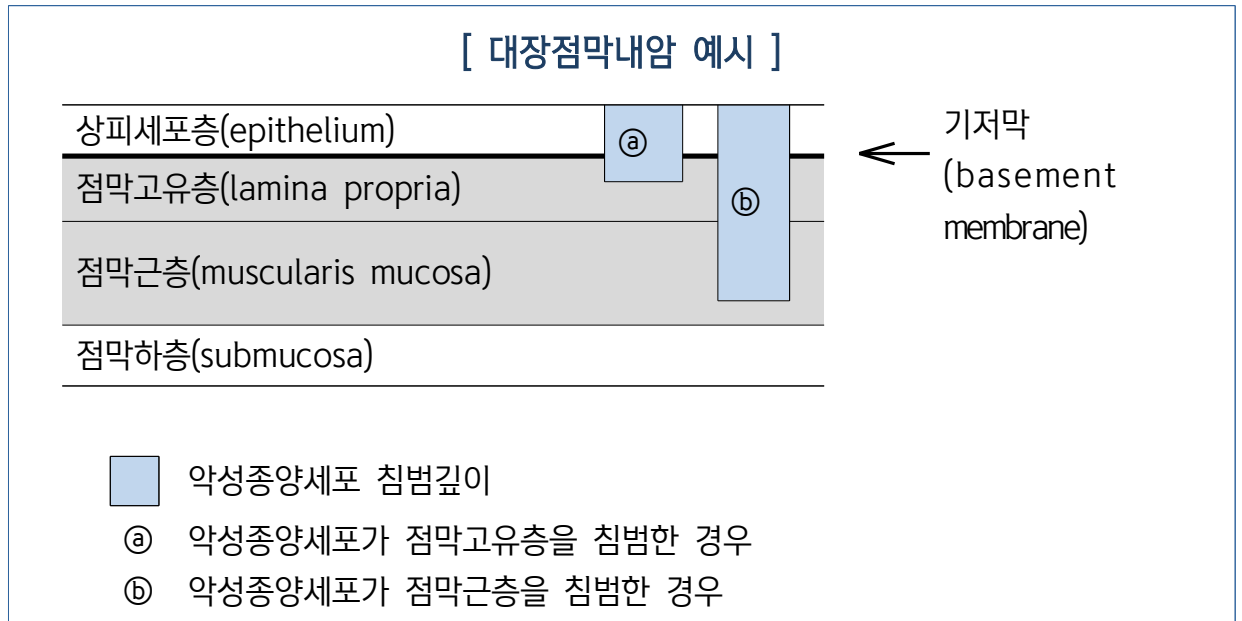 [ 대장점막내암 예시 ]
상피세포층(epithelium)
ⓐ
기저막
(basement
membrane)
점막고유층(lamina propria)
ⓑ
점막근층(muscularis mucosa)
점막하층(submucosa)
악성종양세포 침범깊이
ⓐ 악성종양세포가 점막고유층을 침범한 경우
ⓑ 악성종양세포가 점막근층을 침범한 경우